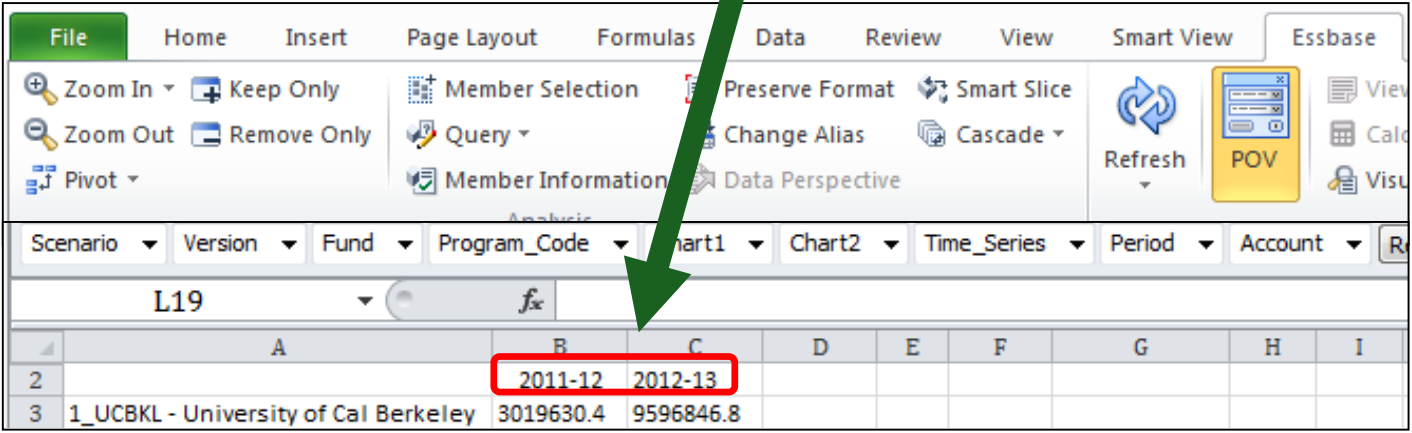 File Home Insert Page Layout Formulas Data Review View Smart View Essbase
Zoom In Keep Only Member Selection Preserve Format Smart Slice
Zoom Out Remove Only Query Change Alias Cascade
Pivot Member Information Data Perspective
Refresh POV
Analysis
Scenario Version Fund Program_Code Chart2 Time_Series Period Account
L19 fx
A B C D E F G H I
2 2011-12 2012-13
3 1_UCBKL - University of Cal Berkeley 3019630.4 9596846.8